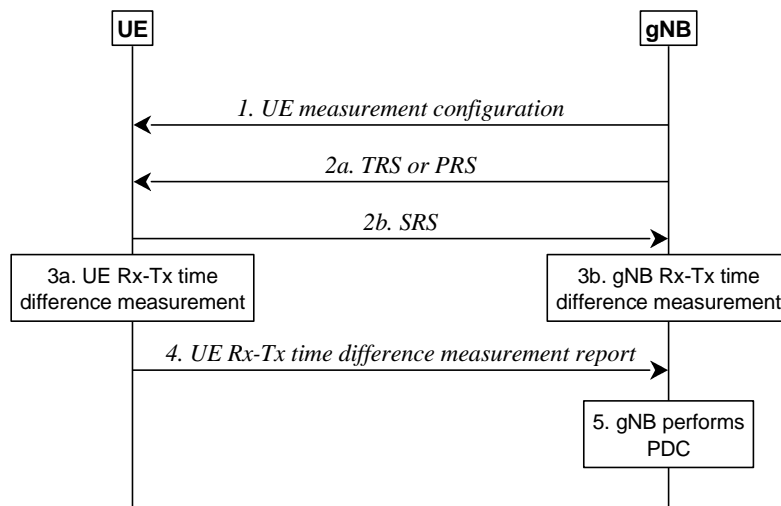 UE
gNB
1. UE measurement configuration
2a. TRS or PRS
2b. SRS
3a. UE Rx-Tx time
difference measurement
3b. gNB Rx-Tx time
difference measurement
4. UE Rx-Tx time difference measurement report
5. gNB performs
PDC